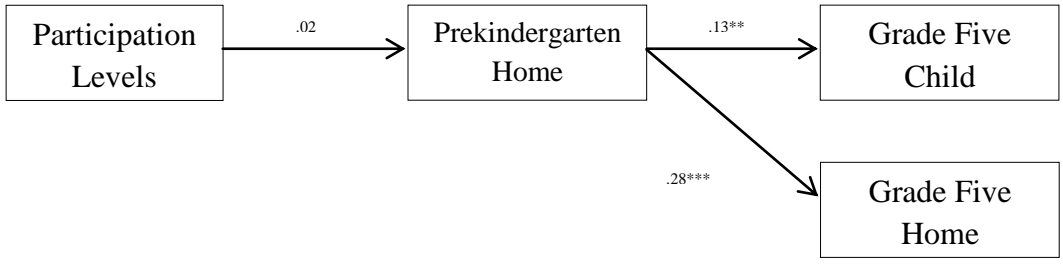 Participation
Levels
.02
Prekindergarten
Home
.13**
Grade Five
Child
.28***
Grade Five
Home